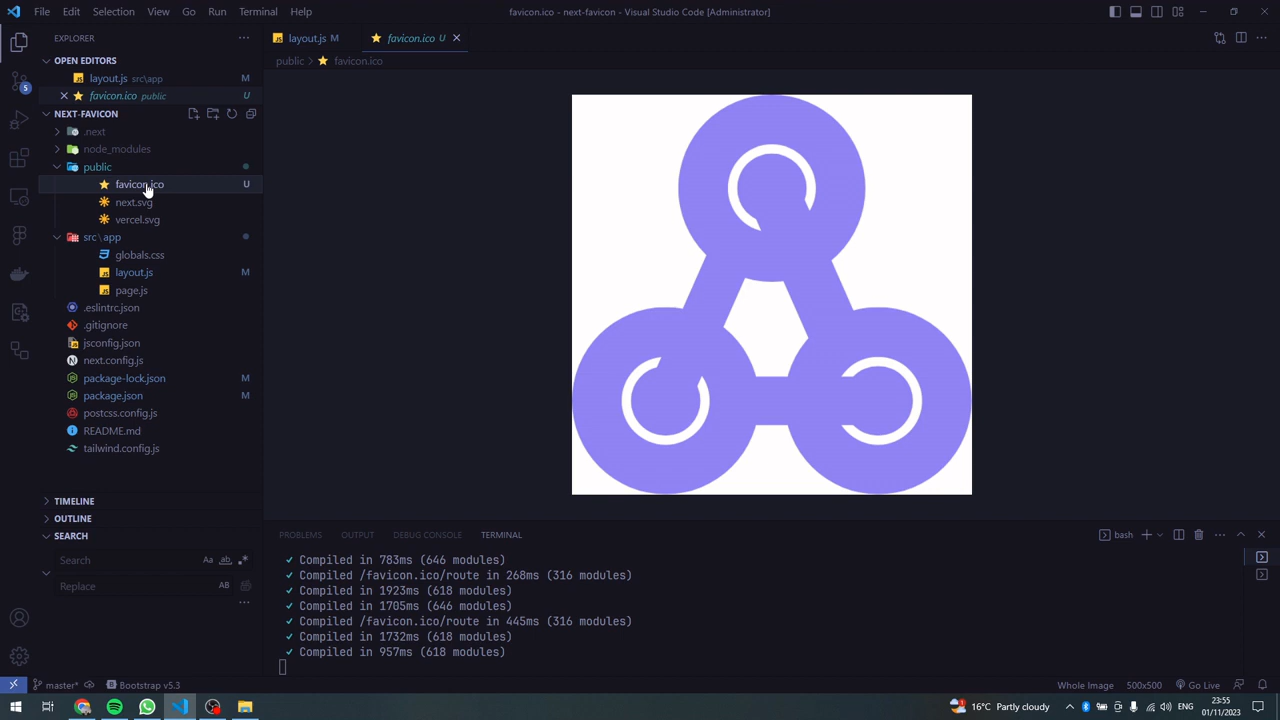 File Edit Selection View Go Run Terminal Help
favicon.ico - next-favicon - Visual Studio Code [Administrator]
EXPLORER
OPEN EDITORS
layout.js src\app M
favicon.ico public U
NEXT-FAVICON
.next
node_modules
public
favicon.ico U
next.svg
vercel.svg
src\app
globals.css
layout.js M
page.js
.eslintrc.json
.gitignore
jsconfig.json
next.config.js
package-lock.json M
package.json M
postcss.config.js
README.md
tailwind.config.js
TIMELINE
OUTLINE
SEARCH
Search Aa ab
Replace AB
5
layout.js M
favicon.ico U
public > favicon.ico
PROBLEMS OUTPUT DEBUG CONSOLE TERMINAL
bash
✓ Compiled in 783ms (646 modules)
✓ Compiled /favicon.ico/route in 268ms (316 modules)
✓ Compiled in 1923ms (618 modules)
✓ Compiled in 1705ms (646 modules)
✓ Compiled /favicon.ico/route in 445ms (316 modules)
✓ Compiled in 1732ms (618 modules)
✓ Compiled in 957ms (618 modules)
master* Bootstrap v5.3
Whole Image 500x500 Go Live
16°C Partly cloudy
ENG
23:55
01/11/2023